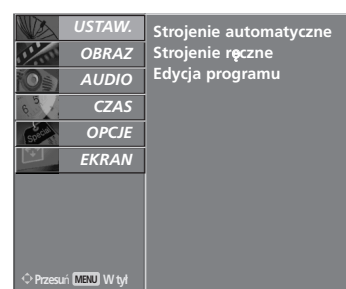 USTAW.
OBRAZ
AUDIO
CZAS
OPCJE
EKRAN
Strojenie automatyczne
Strojenie ręczne
Edycja programu
Przesuń MENU W tył